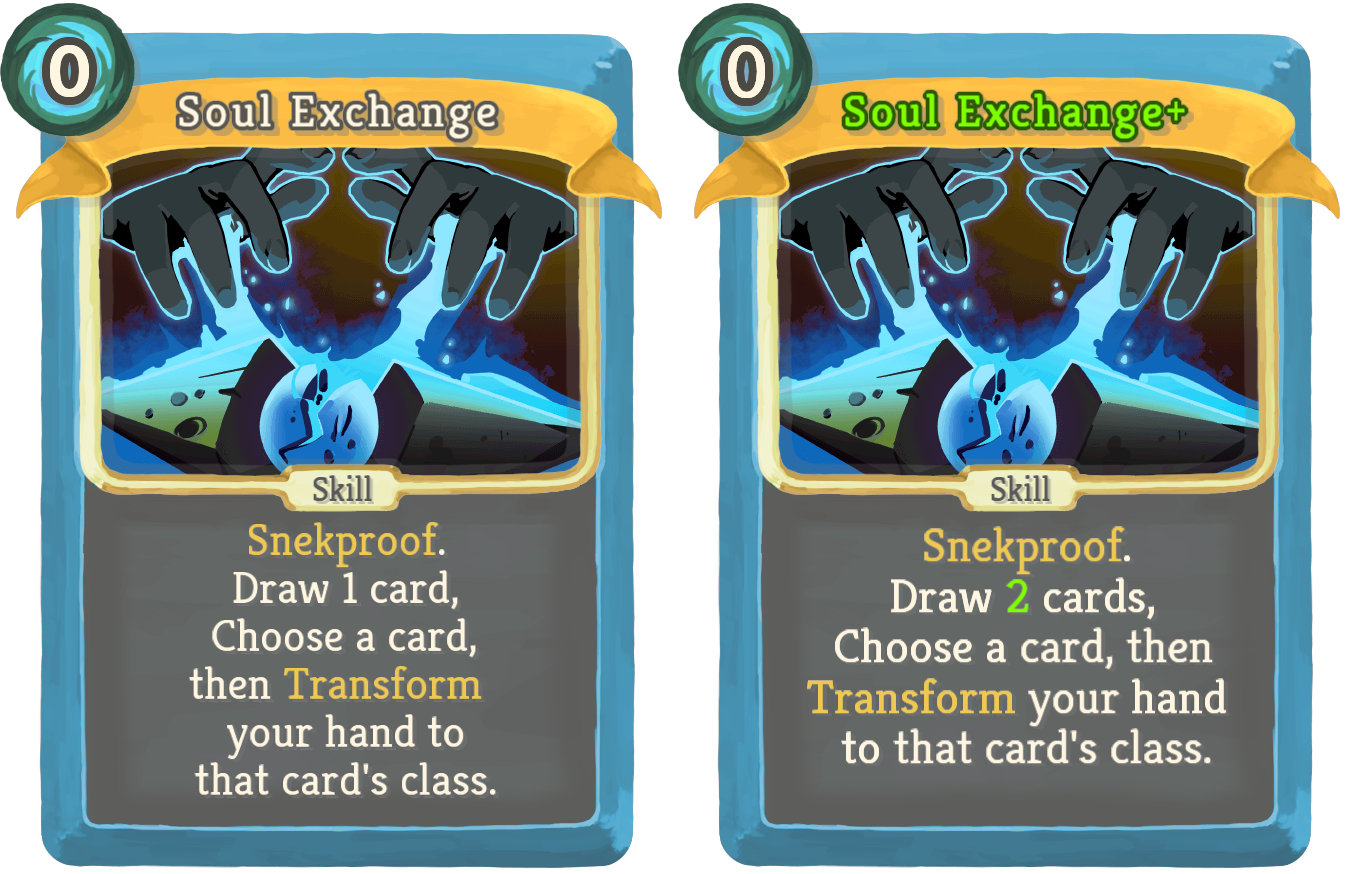 0
Soul Exchange
Skill
Snekproof.
Draw 1 card,
Choose a card,
then Transform
your hand to
that card's class.
0
Soul Exchange+
Skill
Snekproof.
Draw 2 cards,
Choose a card, then
Transform your hand
to that card's class.